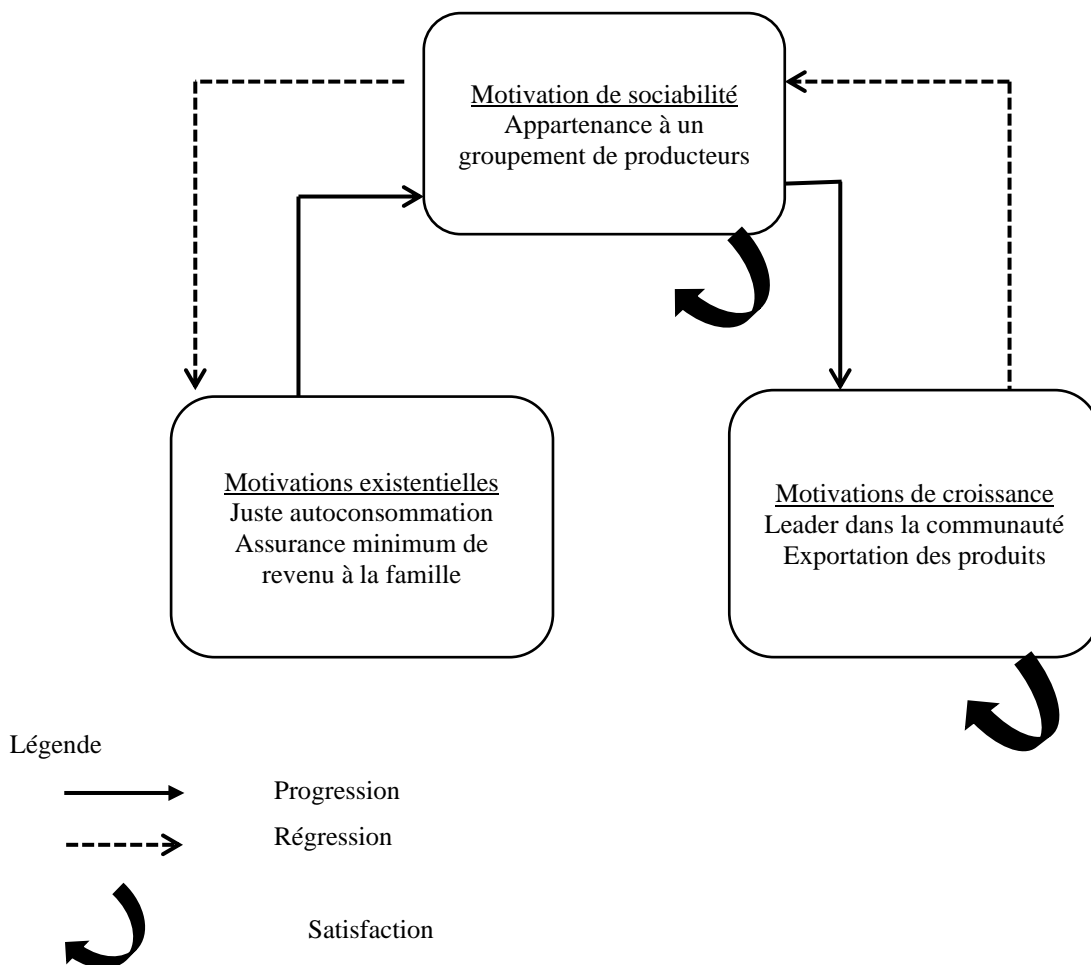 Motivation de sociabilité
Appartenance à un
groupement de producteurs
Motivations existentielles
Juste autoconsommation
Assurance minimum de
revenu à la famille
Motivations de croissance
Leader dans la communauté
Exportation des produits
Légende
Progression
Régression
Satisfaction